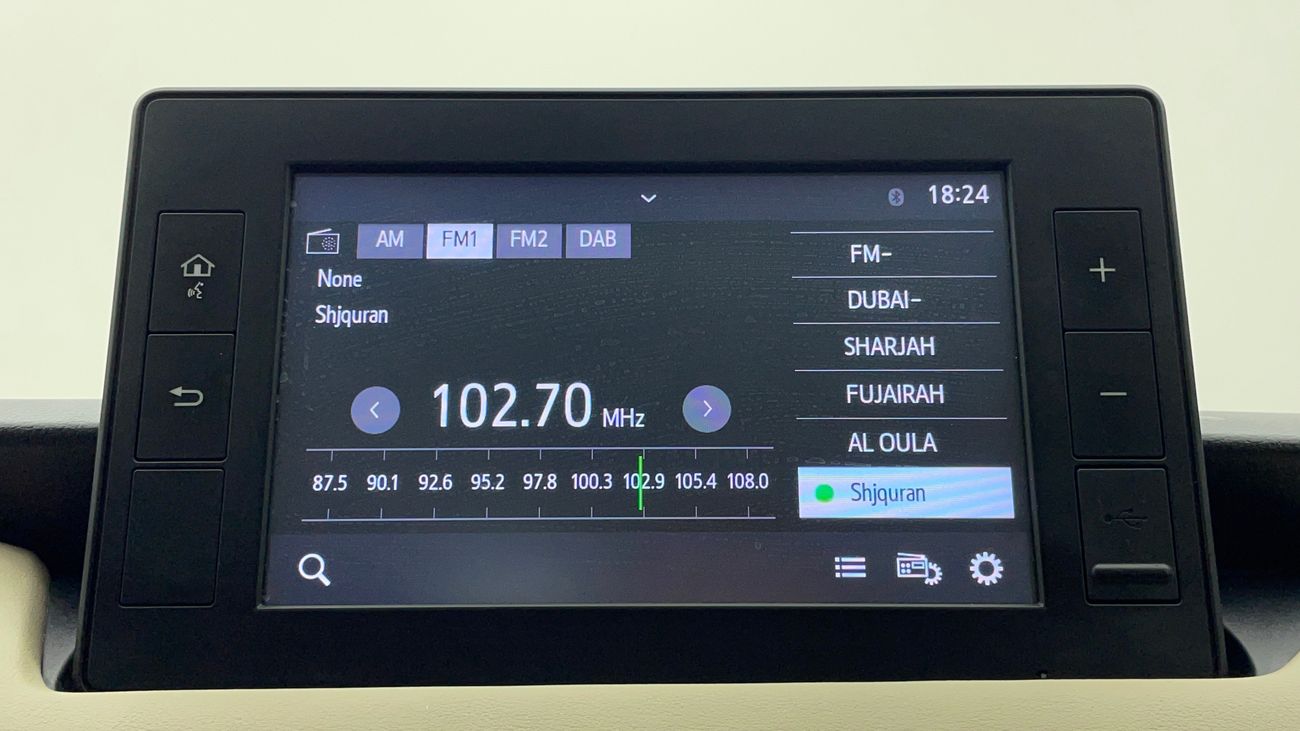 18:24
AM FM1 FM2 DAB
None
Shjquran
102.70 MHz
87.5 90.1 92.6 95.2 97.8 100.3 102.9 105.4 108.0
FM-
DUBAI-
SHARJAH
FUJAIRAH
AL OULA
Shjquran
+
-